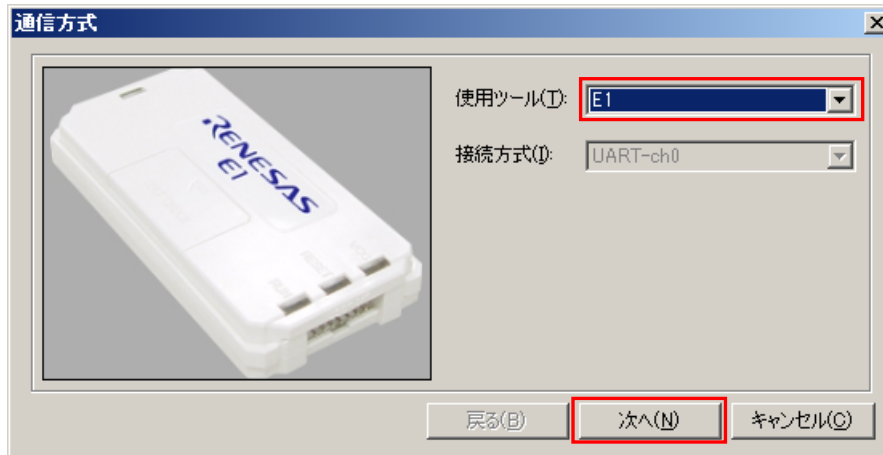 通信方式
RENESAS
E1
使用ツール(T):
E1
接続方式(I):
UART-ch0
戻る(B)
次へ(N)
キャンセル(C)